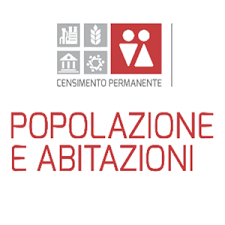 CENSIMENTO PERMANENTE
POPOLAZIONE
E ABITAZIONI